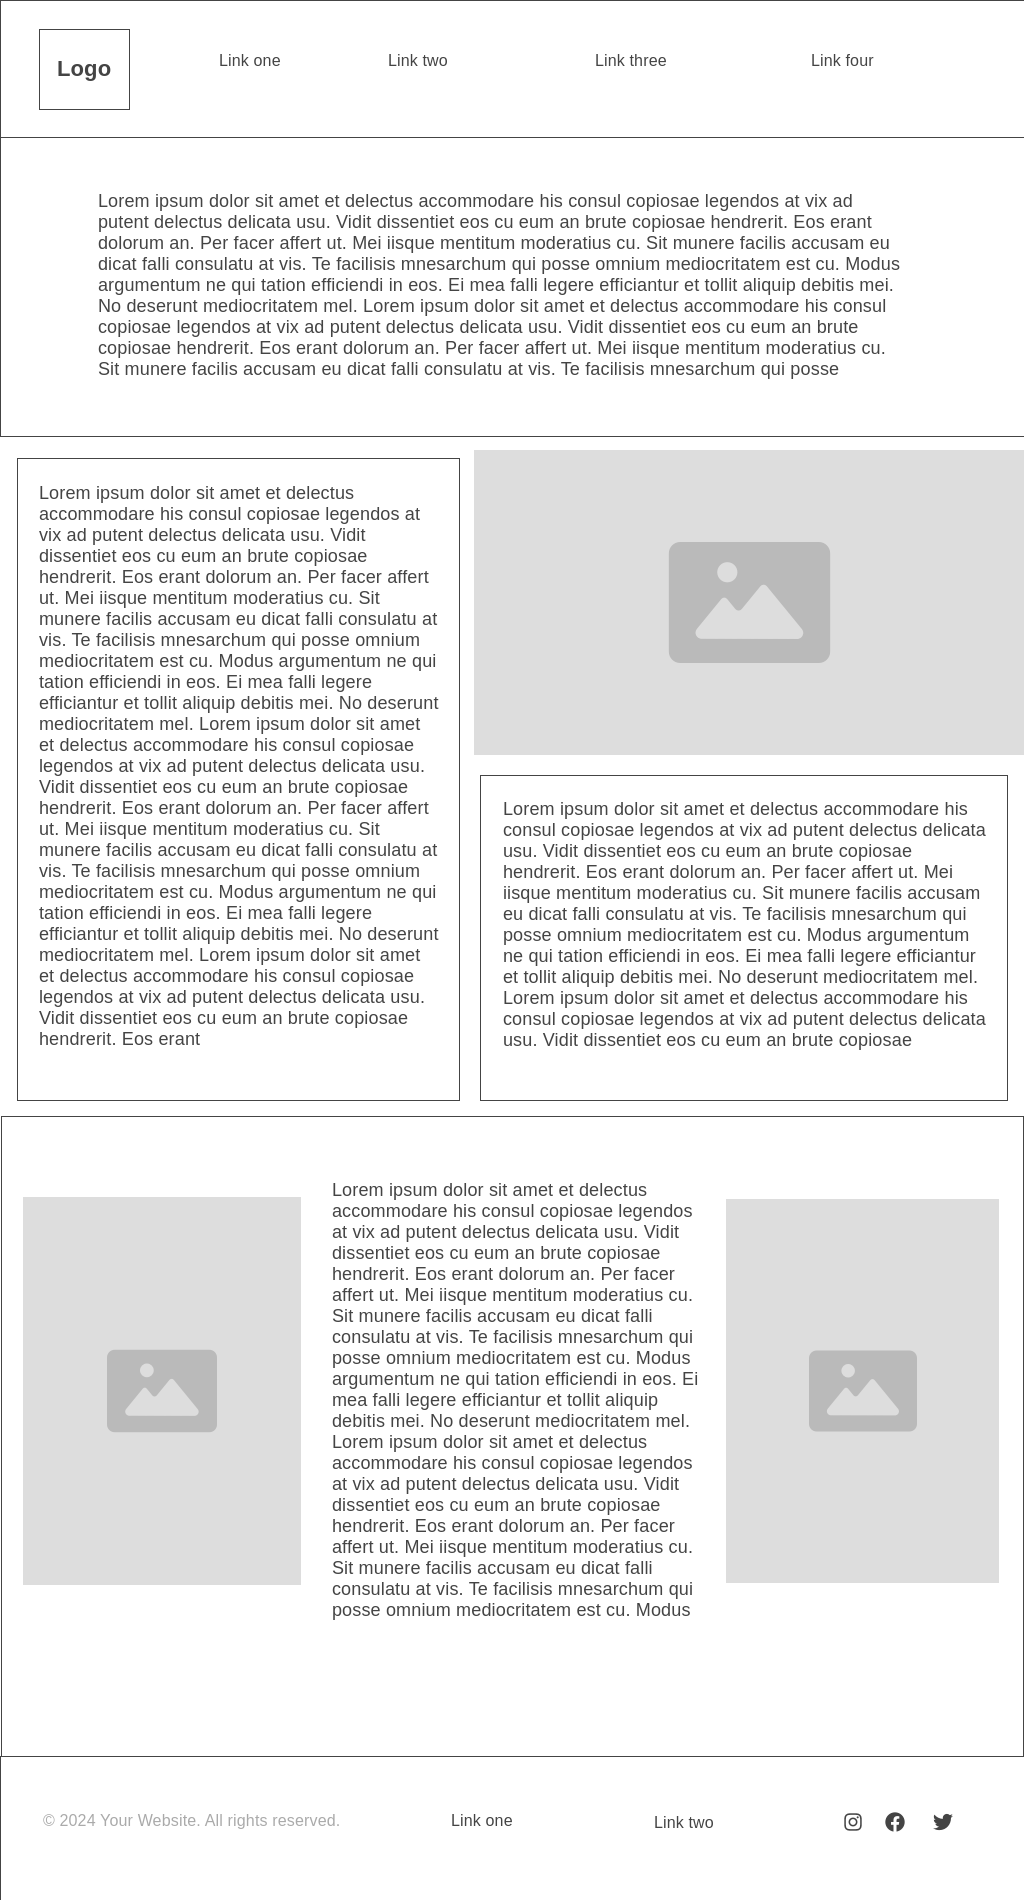 Logo
Link one
Link two
Link three
Link four
Lorem ipsum dolor sit amet et delectus accommodare his consul copiosae legendos at vix ad
putent delectus delicata usu. Vidit dissentiet eos cu eum an brute copiosae hendrerit. Eos erant
dolorum an. Per facer affert ut. Mei iisque mentitum moderatius cu. Sit munere facilis accusam eu
dicat falli consulatu at vis. Te facilisis mnesarchum qui posse omnium mediocritatem est cu. Modus
argumentum ne qui tation efficiendi in eos. Ei mea falli legere efficiantur et tollit aliquip debitis mei.
No deserunt mediocritatem mel. Lorem ipsum dolor sit amet et delectus accommodare his consul
copiosae legendos at vix ad putent delectus delicata usu. Vidit dissentiet eos cu eum an brute
copiosae hendrerit. Eos erant dolorum an. Per facer affert ut. Mei iisque mentitum moderatius cu.
Sit munere facilis accusam eu dicat falli consulatu at vis. Te facilisis mnesarchum qui posse
Lorem ipsum dolor sit amet et delectus
accommodare his consul copiosae legendos at
vix ad putent delectus delicata usu. Vidit
dissentiet eos cu eum an brute copiosae
hendrerit. Eos erant dolorum an. Per facer affert
ut. Mei iisque mentitum moderatius cu. Sit
munere facilis accusam eu dicat falli consulatu at
vis. Te facilisis mnesarchum qui posse omnium
mediocritatem est cu. Modus argumentum ne qui
tation efficiendi in eos. Ei mea falli legere
efficiantur et tollit aliquip debitis mei. No deserunt
mediocritatem mel. Lorem ipsum dolor sit amet
et delectus accommodare his consul copiosae
legendos at vix ad putent delectus delicata usu.
Vidit dissentiet eos cu eum an brute copiosae
hendrerit. Eos erant dolorum an. Per facer affert
ut. Mei iisque mentitum moderatius cu. Sit
munere facilis accusam eu dicat falli consulatu at
vis. Te facilisis mnesarchum qui posse omnium
mediocritatem est cu. Modus argumentum ne qui
tation efficiendi in eos. Ei mea falli legere
efficiantur et tollit aliquip debitis mei. No deserunt
mediocritatem mel. Lorem ipsum dolor sit amet
et delectus accommodare his consul copiosae
legendos at vix ad putent delectus delicata usu.
Vidit dissentiet eos cu eum an brute copiosae
hendrerit. Eos erant
Lorem ipsum dolor sit amet et delectus accommodare his
consul copiosae legendos at vix ad putent delectus delicata
usu. Vidit dissentiet eos cu eum an brute copiosae
hendrerit. Eos erant dolorum an. Per facer affert ut. Mei
iisque mentitum moderatius cu. Sit munere facilis accusam
eu dicat falli consulatu at vis. Te facilisis mnesarchum qui
posse omnium mediocritatem est cu. Modus argumentum
ne qui tation efficiendi in eos. Ei mea falli legere efficiantur
et tollit aliquip debitis mei. No deserunt mediocritatem mel.
Lorem ipsum dolor sit amet et delectus accommodare his
consul copiosae legendos at vix ad putent delectus delicata
usu. Vidit dissentiet eos cu eum an brute copiosae
Lorem ipsum dolor sit amet et delectus
accommodare his consul copiosae legendos
at vix ad putent delectus delicata usu. Vidit
dissentiet eos cu eum an brute copiosae
hendrerit. Eos erant dolorum an. Per facer
affert ut. Mei iisque mentitum moderatius cu.
Sit munere facilis accusam eu dicat falli
consulatu at vis. Te facilisis mnesarchum qui
posse omnium mediocritatem est cu. Modus
argumentum ne qui tation efficiendi in eos. Ei
mea falli legere efficiantur et tollit aliquip
debitis mei. No deserunt mediocritatem mel.
Lorem ipsum dolor sit amet et delectus
accommodare his consul copiosae legendos
at vix ad putent delectus delicata usu. Vidit
dissentiet eos cu eum an brute copiosae
hendrerit. Eos erant dolorum an. Per facer
affert ut. Mei iisque mentitum moderatius cu.
Sit munere facilis accusam eu dicat falli
consulatu at vis. Te facilisis mnesarchum qui
posse omnium mediocritatem est cu. Modus
© 2024 Your Website. All rights reserved.
Link one
Link two